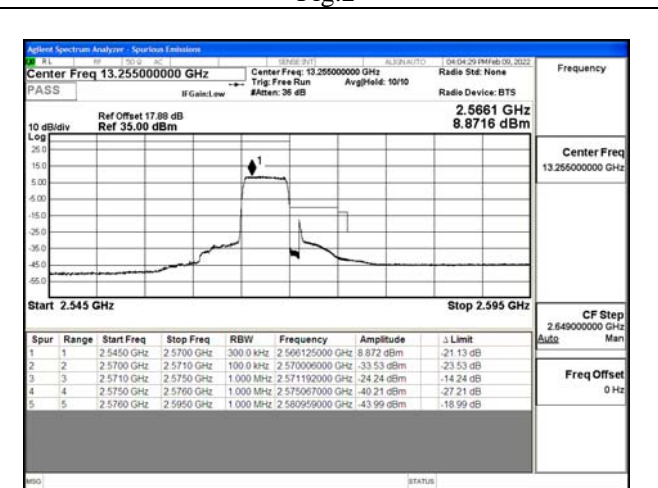 Fig.2
Agilent Spectrum Analyzer - Spurious Emissions
RL RF 50 Ω AC SENSE:INT ALIGN AUTO 04:04:29 PM Feb 09, 2022
Center Freq 13.255000000 GHz
Center Freq: 13.255000000 GHz
Radio Std: None
Frequency
PASS
Trig: Free Run Avg|Hold: 10/10
IFGain:Low #Atten: 36 dB Radio Device: BTS
Ref Offset 17.88 dB
2.5661 GHz
10 dB/div Ref 35.00 dBm
8.8716 dBm
Log
25.0
15.0
5.00
-5.00
-15.0
-25.0
-35.0
-45.0
-55.0
1
Start 2.545 GHz Stop 2.595 GHz
Center Freq
13.255000000 GHz
CF Step
2.649000000 GHz
Auto Man
Freq Offset
0 Hz
Spur Range Start Freq Stop Freq RBW Frequency Amplitude Δ Limit
1 1 2.5450 GHz 2.5700 GHz 300.0 kHz 2.566125000 GHz 8.872 dBm -21.13 dB
2 2 2.5700 GHz 2.5710 GHz 100.0 kHz 2.570006000 GHz -33.53 dBm -23.53 dB
3 3 2.5710 GHz 2.5750 GHz 1.000 MHz 2.571192000 GHz -24.24 dBm -14.24 dB
4 4 2.5750 GHz 2.5760 GHz 1.000 MHz 2.575067000 GHz -40.21 dBm -27.21 dB
5 5 2.5760 GHz 2.5950 GHz 1.000 MHz 2.580959000 GHz -43.99 dBm -18.99 dB
MSG STATUS